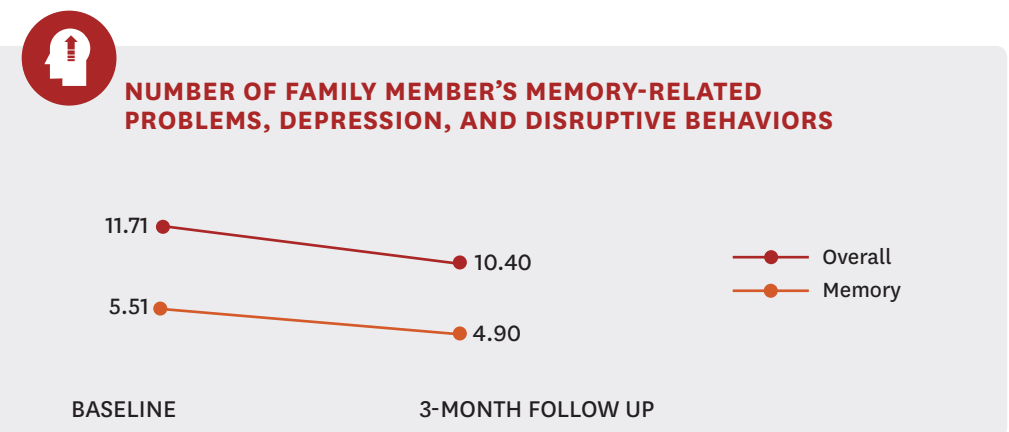 NUMBER OF FAMILY MEMBER’S MEMORY-RELATED
PROBLEMS, DEPRESSION, AND DISRUPTIVE BEHAVIORS
11.71
10.40
Overall
Memory
5.51
4.90
BASELINE
3-MONTH FOLLOW UP